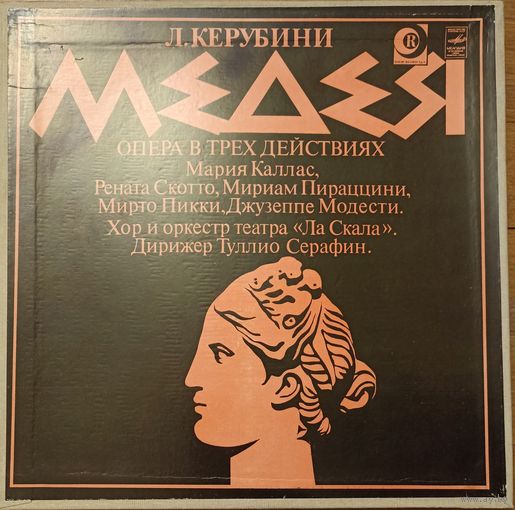 Л.КЕРУБИНИ
R
МЕЛОДИЯ
МЕДЕЯ
ОПЕРА В ТРЕХ ДЕЙСТВИЯХ
Мария Каллас,
Рената Скотто, Мириам Пираццини,
Мирто Пикки, Джузеппе Модести.
Хор и оркестр театра «Ла Скала».
Дирижер Туллио Серафин.